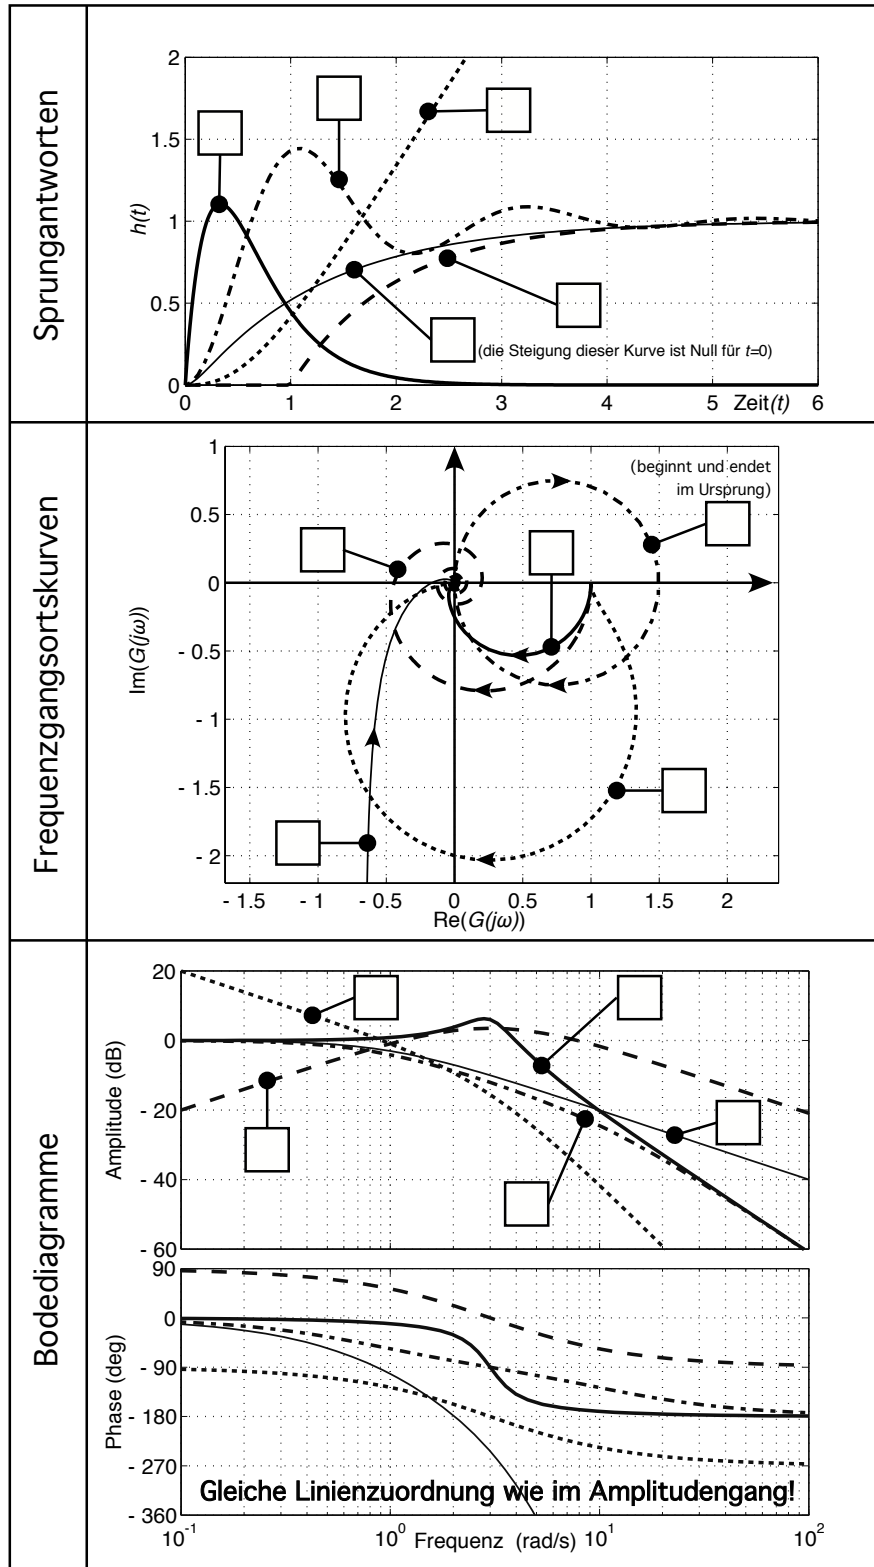 Sprungantworten
2
1.5
1
0.5
0
h(t)
(die Steigung dieser Kurve ist Null für t=0)
0 1 2 3 4 5 Zeit(t) 6
Frequenzgangsortskurven
1
0.5
0
- 0.5
- 1
- 1.5
- 2
Im(G(jω))
(beginnt und endet
im Ursprung)
- 1.5 - 1 - 0.5 0 0.5 1 1.5 2
Re(G(jω))
Bodediagramme
20
0
- 20
- 40
- 60
Amplitude (dB)
90
0
- 90
- 180
- 270
- 360
Phase (deg)
Gleiche Linienzuordnung wie im Amplitudengang!
10^-1 10^0 Frequenz (rad/s) 10^1 10^2